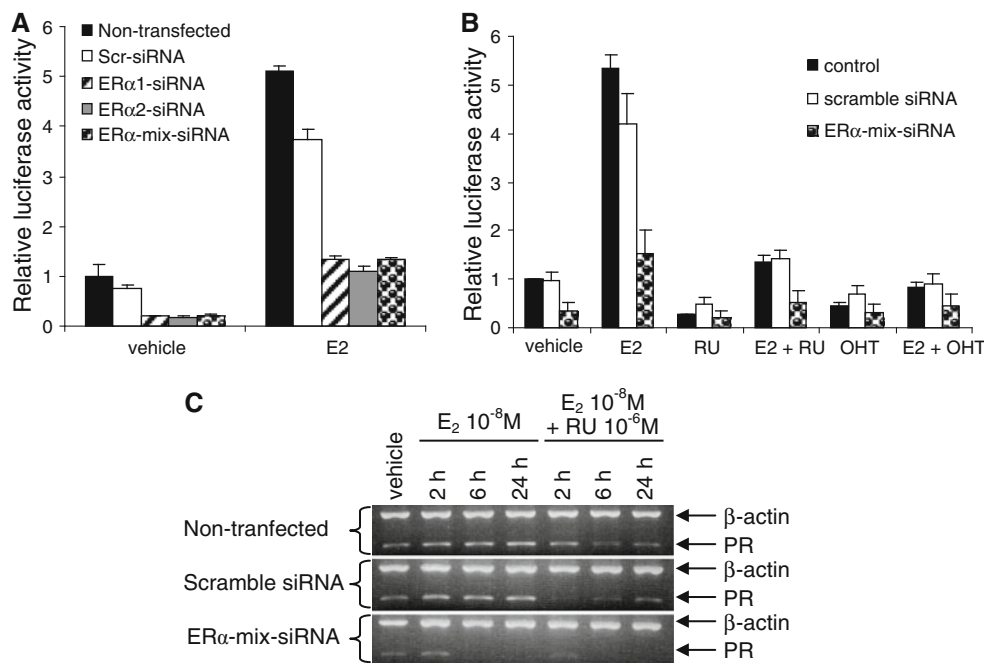 A
Relative luciferase activity
6
5
4
3
2
1
0
Non-transfected
Scr-siRNA
ERα1-siRNA
ERα2-siRNA
ERα-mix-siRNA
vehicle
E2
B
Relative luciferase activity
6
5
4
3
2
1
0
control
scramble siRNA
ERα-mix-siRNA
vehicle
E2
RU
E2 + RU
OHT
E2 + OHT
C
vehicle
E₂ 10⁻⁸M
2 h
6 h
24 h
E₂ 10⁻⁸M
+ RU 10⁻⁶M
2 h
6 h
24 h
Non-tranfected
β-actin
PR
Scramble siRNA
β-actin
PR
ERα-mix-siRNA
β-actin
PR